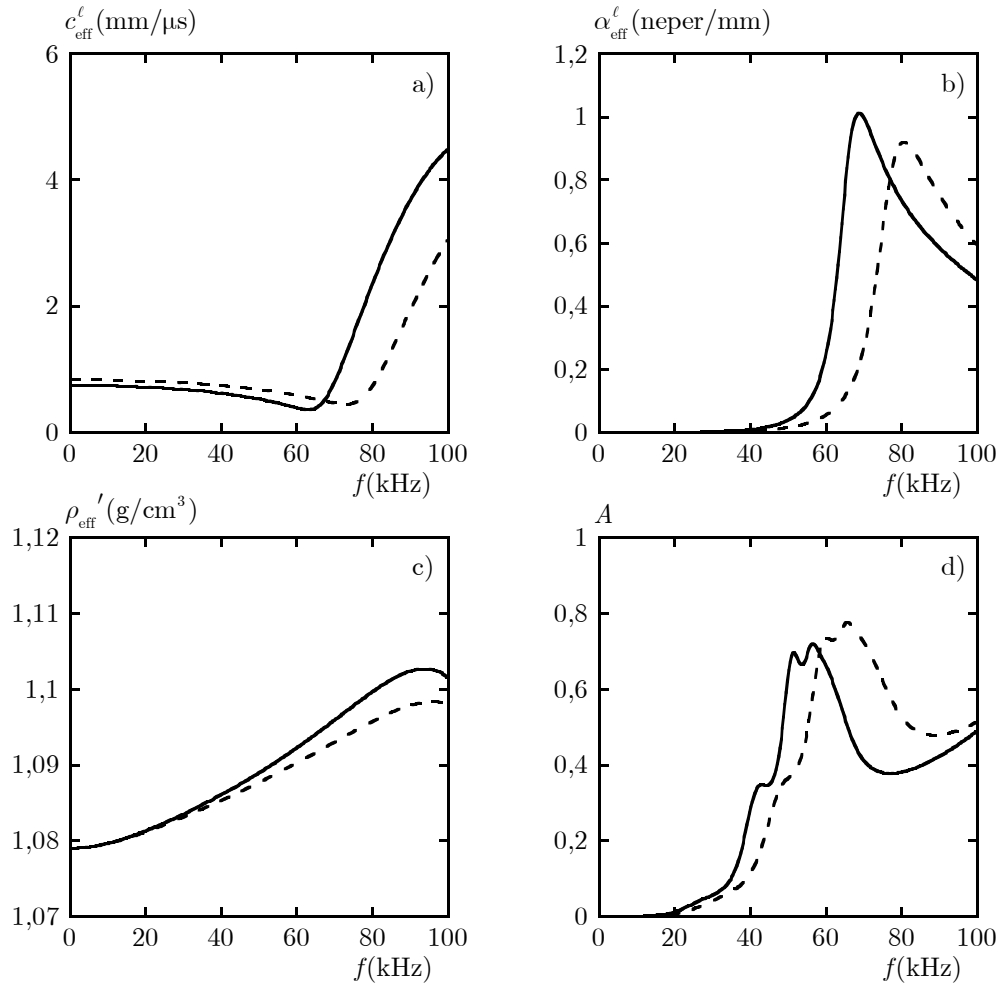 c^ℓ_eff (mm/µs)
6
4
2
0
a)
0 20 40 60 80 100
f(kHz)
α^ℓ_eff (neper/mm)
1,2
1
0,8
0,6
0,4
0,2
0
b)
0 20 40 60 80 100
f(kHz)
ρ_eff′ (g/cm³)
1,12
1,11
1,1
1,09
1,08
1,07
c)
0 20 40 60 80 100
f(kHz)
A
1
0,8
0,6
0,4
0,2
0
d)
0 20 40 60 80 100
f(kHz)